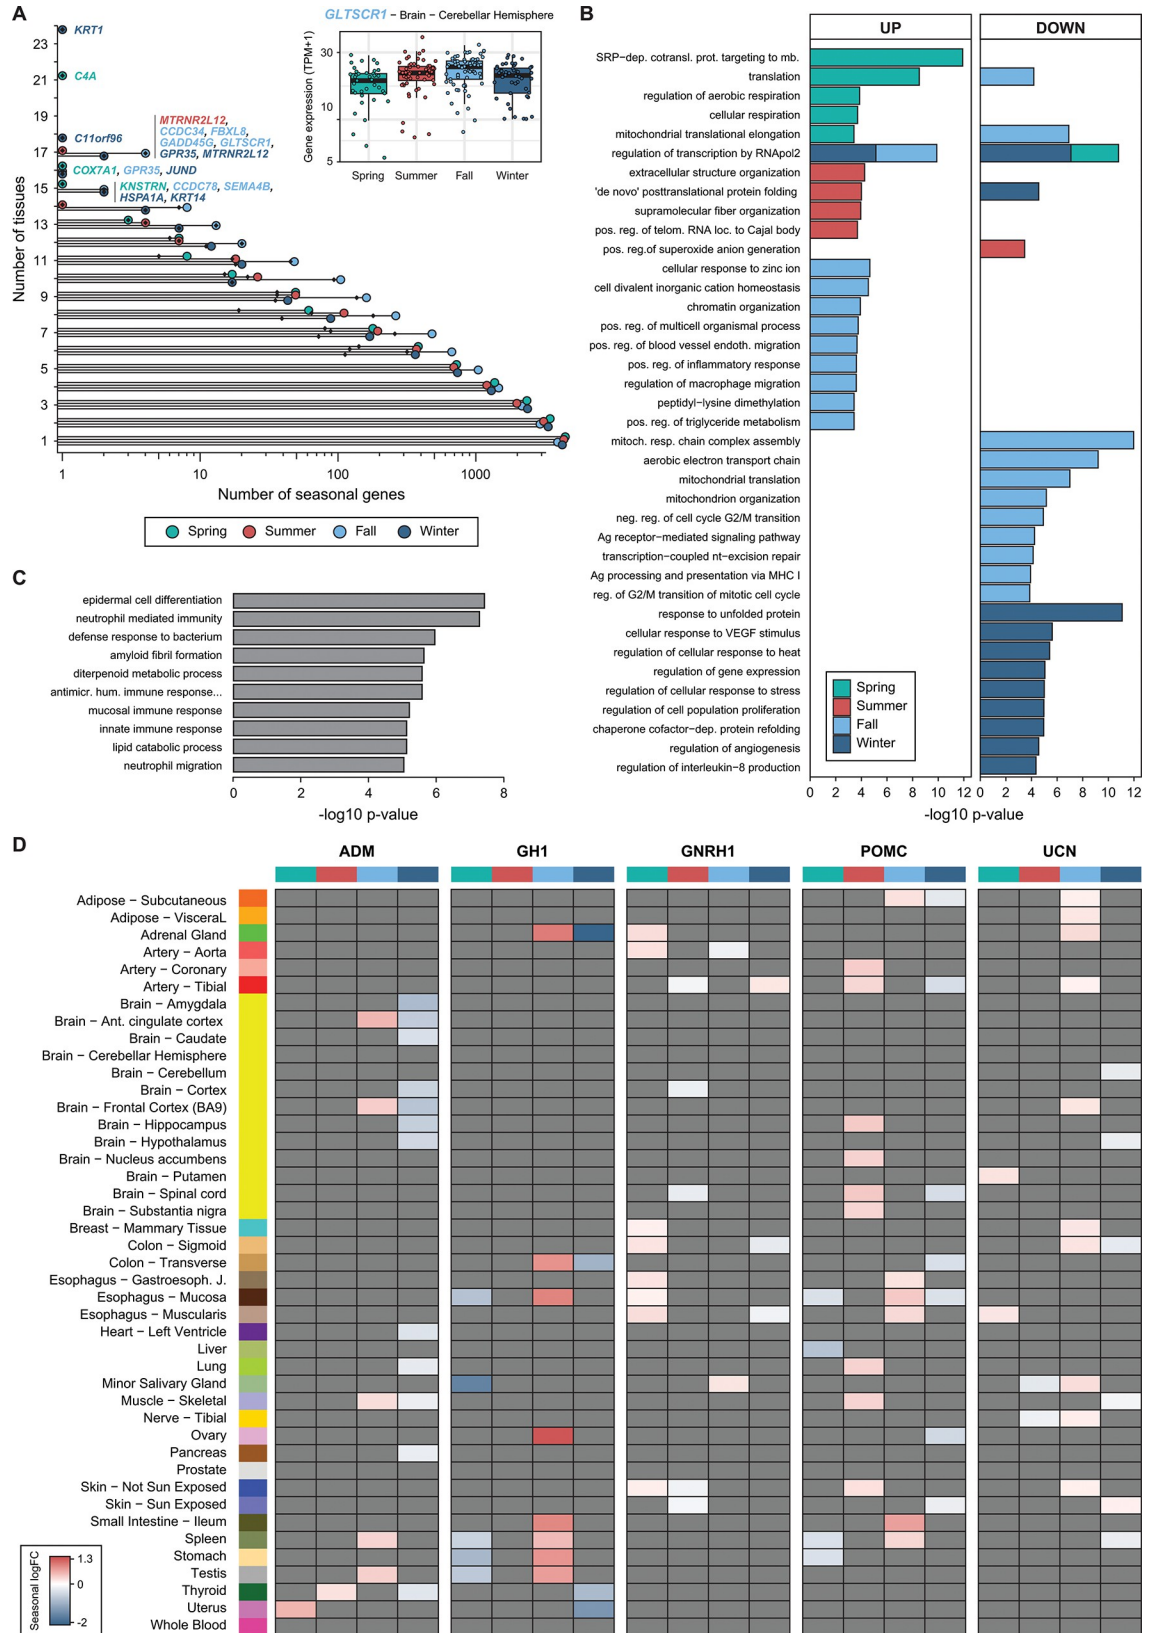 A
GLTSCR1 − Brain − Cerebellar Hemisphere
Gene expression (TPM+1)
30
10
5
Spring Summer Fall Winter
Number of tissues
23
21
19
17
15
13
11
9
7
5
3
1
KRT1
C4A
C11orf96
MTRNR2L12,
CCDC34, FBXL8,
GADD45G, GLTSCR1,
GPR35, MTRNR2L12
COX7A1, GPR35, JUND
KNSTRN, CCDC78, SEMA4B,
HSPA1A, KRT14
1 10 100 1000
Number of seasonal genes
Spring Summer Fall Winter
B
UP DOWN
SRP−dep. cotransl. prot. targeting to mb.
translation
regulation of aerobic respiration
cellular respiration
mitochondrial translational elongation
regulation of transcription by RNApol2
extracellular structure organization
'de novo' posttranslational protein folding
supramolecular fiber organization
pos. reg. of telom. RNA loc. to Cajal body
pos. reg.of superoxide anion generation
cellular response to zinc ion
cell divalent inorganic cation homeostasis
chromatin organization
pos. reg. of multicell organismal process
pos. reg. of blood vessel endoth. migration
pos. reg. of inflammatory response
regulation of macrophage migration
peptidyl−lysine dimethylation
pos. reg. of triglyceride metabolism
mitoch. resp. chain complex assembly
aerobic electron transport chain
mitochondrial translation
mitochondrion organization
neg. reg. of cell cycle G2/M transition
Ag receptor−mediated signaling pathway
transcription−coupled nt−excision repair
Ag processing and presentation via MHC I
reg. of G2/M transition of mitotic cell cycle
response to unfolded protein
cellular response to VEGF stimulus
regulation of cellular response to heat
regulation of gene expression
regulation of cellular response to stress
regulation of cell population proliferation
chaperone cofactor−dep. protein refolding
regulation of angiogenesis
regulation of interleukin−8 production
Spring
Summer
Fall
Winter
0 2 4 6 8 10 12 0 2 4 6 8 10 12
-log10 p-value
C
epidermal cell differentiation
neutrophil mediated immunity
defense response to bacterium
amyloid fibril formation
diterpenoid metabolic process
antimicr. hum. immune response...
mucosal immune response
innate immune response
lipid catabolic process
neutrophil migration
0 2 4 6 8
-log10 p-value
D
ADM GH1 GNRH1 POMC UCN
Adipose − Subcutaneous
Adipose − VisceraL
Adrenal Gland
Artery − Aorta
Artery − Coronary
Artery − Tibial
Brain − Amygdala
Brain − Ant. cingulate cortex
Brain − Caudate
Brain − Cerebellar Hemisphere
Brain − Cerebellum
Brain − Cortex
Brain − Frontal Cortex (BA9)
Brain − Hippocampus
Brain − Hypothalamus
Brain − Nucleus accumbens
Brain − Putamen
Brain − Spinal cord
Brain − Substantia nigra
Breast − Mammary Tissue
Colon − Sigmoid
Colon − Transverse
Esophagus − Gastroesoph. J.
Esophagus − Mucosa
Esophagus − Muscularis
Heart − Left Ventricle
Liver
Lung
Minor Salivary Gland
Muscle − Skeletal
Nerve − Tibial
Ovary
Pancreas
Prostate
Skin − Not Sun Exposed
Skin − Sun Exposed
Small Intestine − Ileum
Spleen
Stomach
Testis
Thyroid
Uterus
Whole Blood
Seasonal logFC
1.3
0
-2